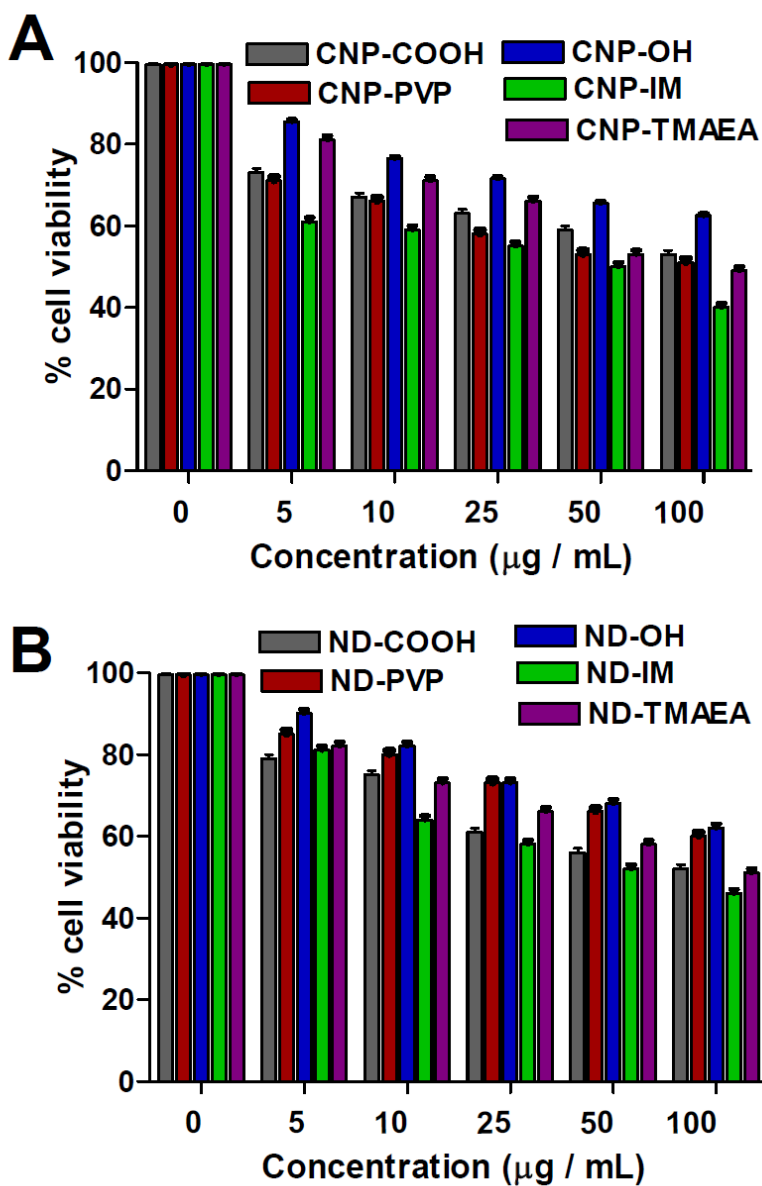 A
CNP-COOH CNP-OH
CNP-PVP CNP-IM
CNP-TMAEA
% cell viability
100
80
60
40
20
0
0 5 10 25 50 100
Concentration (μg / mL)
B
ND-COOH ND-OH
ND-PVP ND-IM
ND-TMAEA
% cell viability
100
80
60
40
20
0
0 5 10 25 50 100
Concentration (μg / mL)